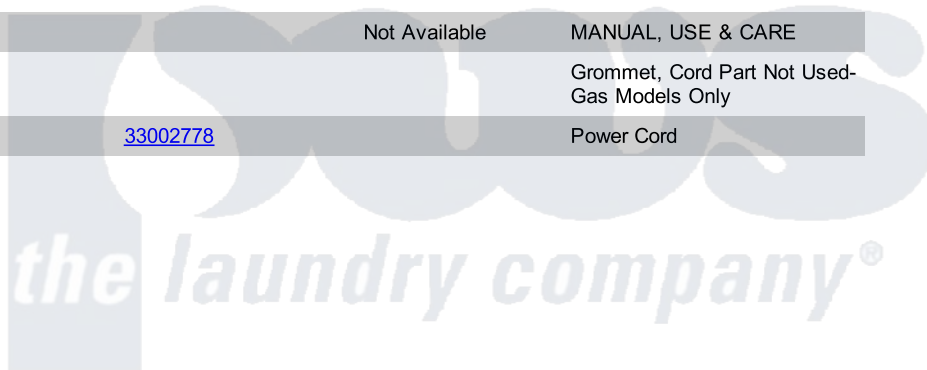 Not Available MANUAL, USE & CARE
Grommet, Cord Part Not Used-
Gas Models Only
33002778 Power Cord
pws
the laundry company®